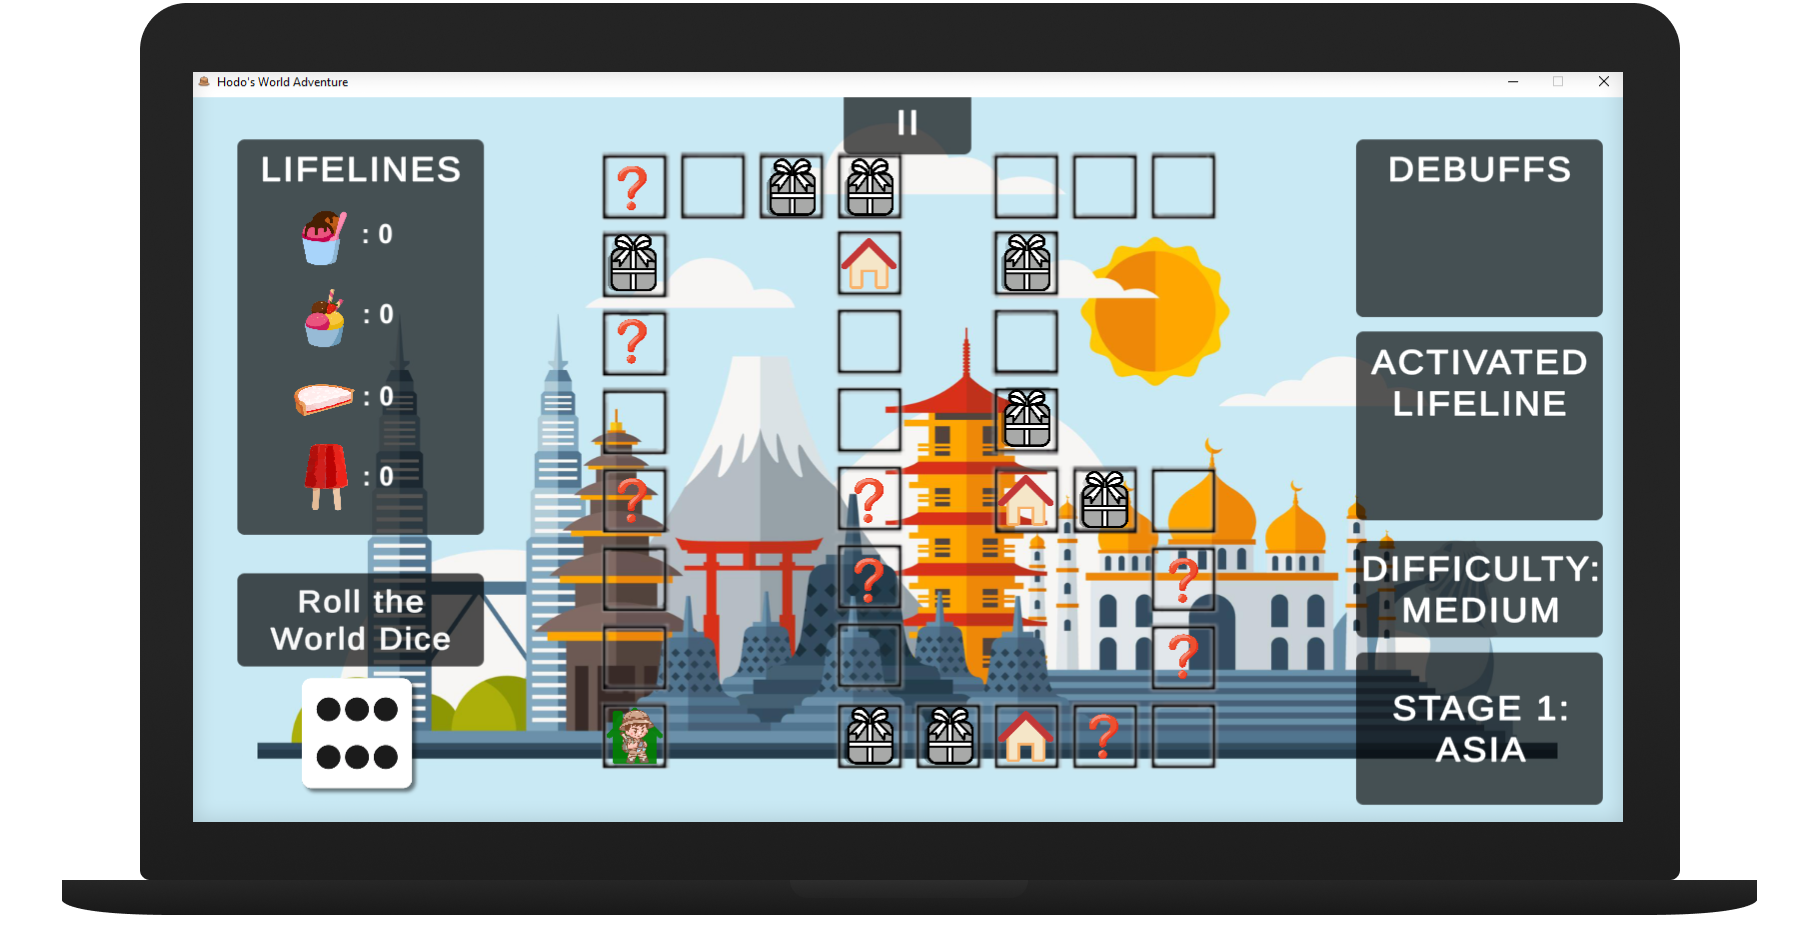 Hodo's World Adventure
LIFELINES
: 0
: 0
: 0
: 0
Roll the
World Dice
DEBUFFS
ACTIVATED
LIFELINE
DIFFICULTY:
MEDIUM
STAGE 1:
ASIA